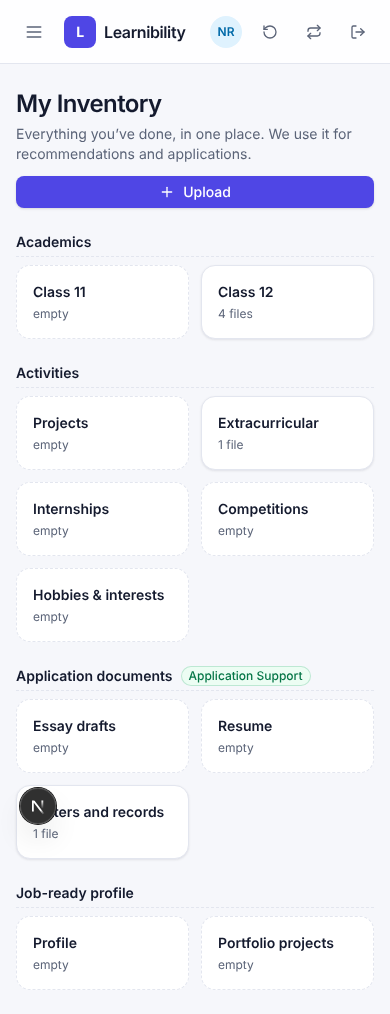 L Learnibility NR
My Inventory
Everything you’ve done, in one place. We use it for
recommendations and applications.
+ Upload
Academics
Class 11
empty
Class 12
4 files
Activities
Projects
empty
Extracurricular
1 file
Internships
empty
Competitions
empty
Hobbies & interests
empty
Application documents Application Support
Essay drafts
empty
Resume
empty
N
and records
1 file
Job-ready profile
Profile
empty
Portfolio projects
empty